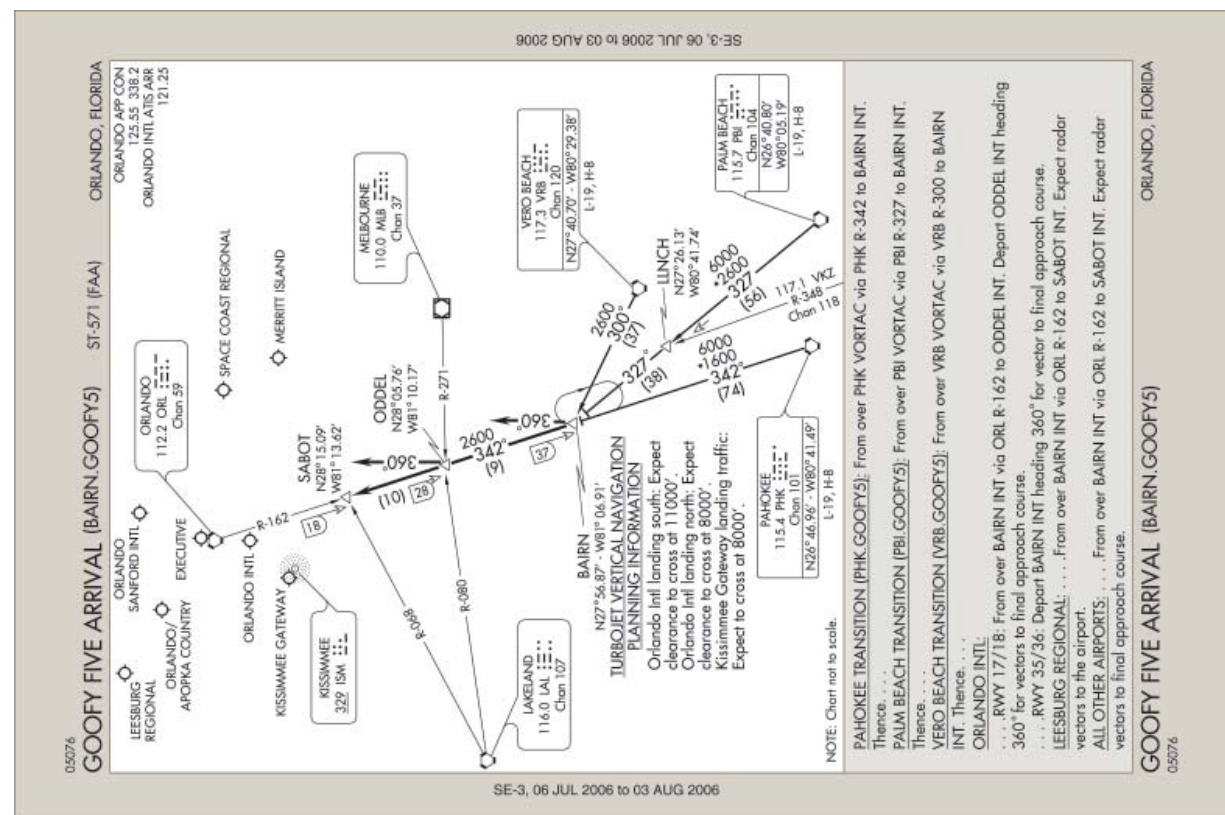 SE-3, 06 JUL 2006 to 03 AUG 2006
05076
GOOFY FIVE ARRIVAL (BAIRN.GOOFY5)
ST-571 (FAA)
ORLANDO, FLORIDA
ORLANDO APP CON
125.55 338.2
ORLANDO INTL ATIS ARR
121.25
LEESBURG
REGIONAL
ORLANDO/
APOPKA COUNTRY
ORLANDO
SANFORD INTL
EXECUTIVE
ORLANDO INTL
KISSIMMEE GATEWAY
KISSIMMEE
329 ISM
ORLANDO
112.2 ORL
Chan 59
SPACE COAST REGIONAL
MERRITT ISLAND
R-162
18
SABOT
N28°15.09'
W81°13.62'
R-068
(10)
28
360°
ODDEL
N28°05.76'
W81°10.17'
R-080
R-271
MELBOURNE
110.0 MLB
Chan 37
LAKELAND
116.0 LAL
Chan 107
2600
342°
(9)
37
360°
BAIRN
N27°56.87' - W81°06.91'
VERO BEACH
117.3 VRB
Chan 120
N27°40.70' - W80°29.38'
L-19, H-8
2600
300°
(37)
LLNCH
N27°26.13'
W80°41.74'
327°
(38)
6000
*2600
327
(56)
117.1 VKZ
R-348
Chan 118
6000
*1600
342°
(74)
PALM BEACH
115.7 PBI
Chan 104
N26°40.80'
W80°05.19'
L-19, H-8
PAHOKEE
115.4 PHK
Chan 101
N26°46.96' - W80°41.49'
L-19, H-8
TURBOJET VERTICAL NAVIGATION
PLANNING INFORMATION
Orlando Intl landing south: Expect
clearance to cross at 11000'.
Orlando Intl landing north: Expect
clearance to cross at 8000'.
Kissimmee Gateway landing traffic:
Expect to cross at 8000'.
NOTE: Chart not to scale.
PAHOKEE TRANSITION (PHK.GOOFY5): From over PHK VORTAC via PHK R-342 to BAIRN INT.
Thence. . . .
PALM BEACH TRANSITION (PBI.GOOFY5): From over PBI VORTAC via PBI R-327 to BAIRN INT.
Thence. . . .
VERO BEACH TRANSITION (VRB.GOOFY5): From over VRB VORTAC via VRB R-300 to BAIRN
INT. Thence. . . .
ORLANDO INTL:
. . . .RWY 17/18: From over BAIRN INT via ORL R-162 to ODDEL INT. Depart ODDEL INT heading
360° for vectors to final approach course.
. . . .RWY 35/36: Depart BAIRN INT heading 360° for vector to final approach course.
LEESBURG REGIONAL: . . . .From over BAIRN INT via ORL R-162 to SABOT INT. Expect radar
vectors to the airport.
ALL OTHER AIRPORTS: . . . .From over BAIRN INT via ORL R-162 to SABOT INT. Expect radar
vectors to final approach course.
GOOFY FIVE ARRIVAL (BAIRN.GOOFY5)
ORLANDO, FLORIDA
05076
SE-3, 06 JUL 2006 to 03 AUG 2006